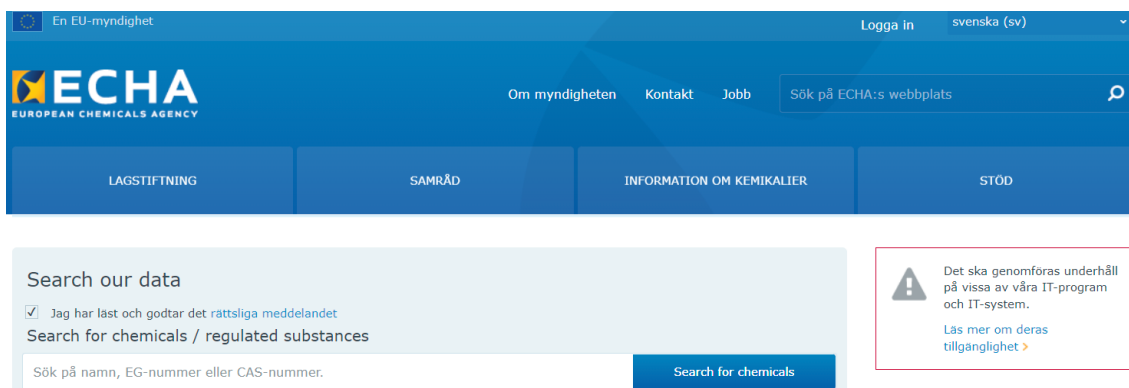 En EU-myndighet
Logga in
svenska (sv)
ECHA
EUROPEAN CHEMICALS AGENCY
Om myndigheten
Kontakt
Jobb
Sök på ECHA:s webbplats
LAGSTIFTNING
SAMRÅD
INFORMATION OM KEMIKALIER
STÖD
Search our data
Jag har läst och godtar det rättsliga meddelandet
Search for chemicals / regulated substances
Sök på namn, EG-nummer eller CAS-nummer.
Search for chemicals
Det ska genomföras underhåll
på vissa av våra IT-program
och IT-system.
Läs mer om deras
tillgänglighet >